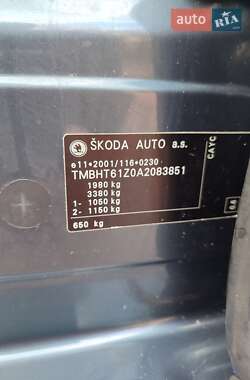 AUTO RIA
ŠKODA AUTO a.s.
e11*2001/116*0230
TMBHT61Z0A2083851
1980 kg
3380 kg
1- 1050 kg
2- 1150 kg
650 kg
CAYC